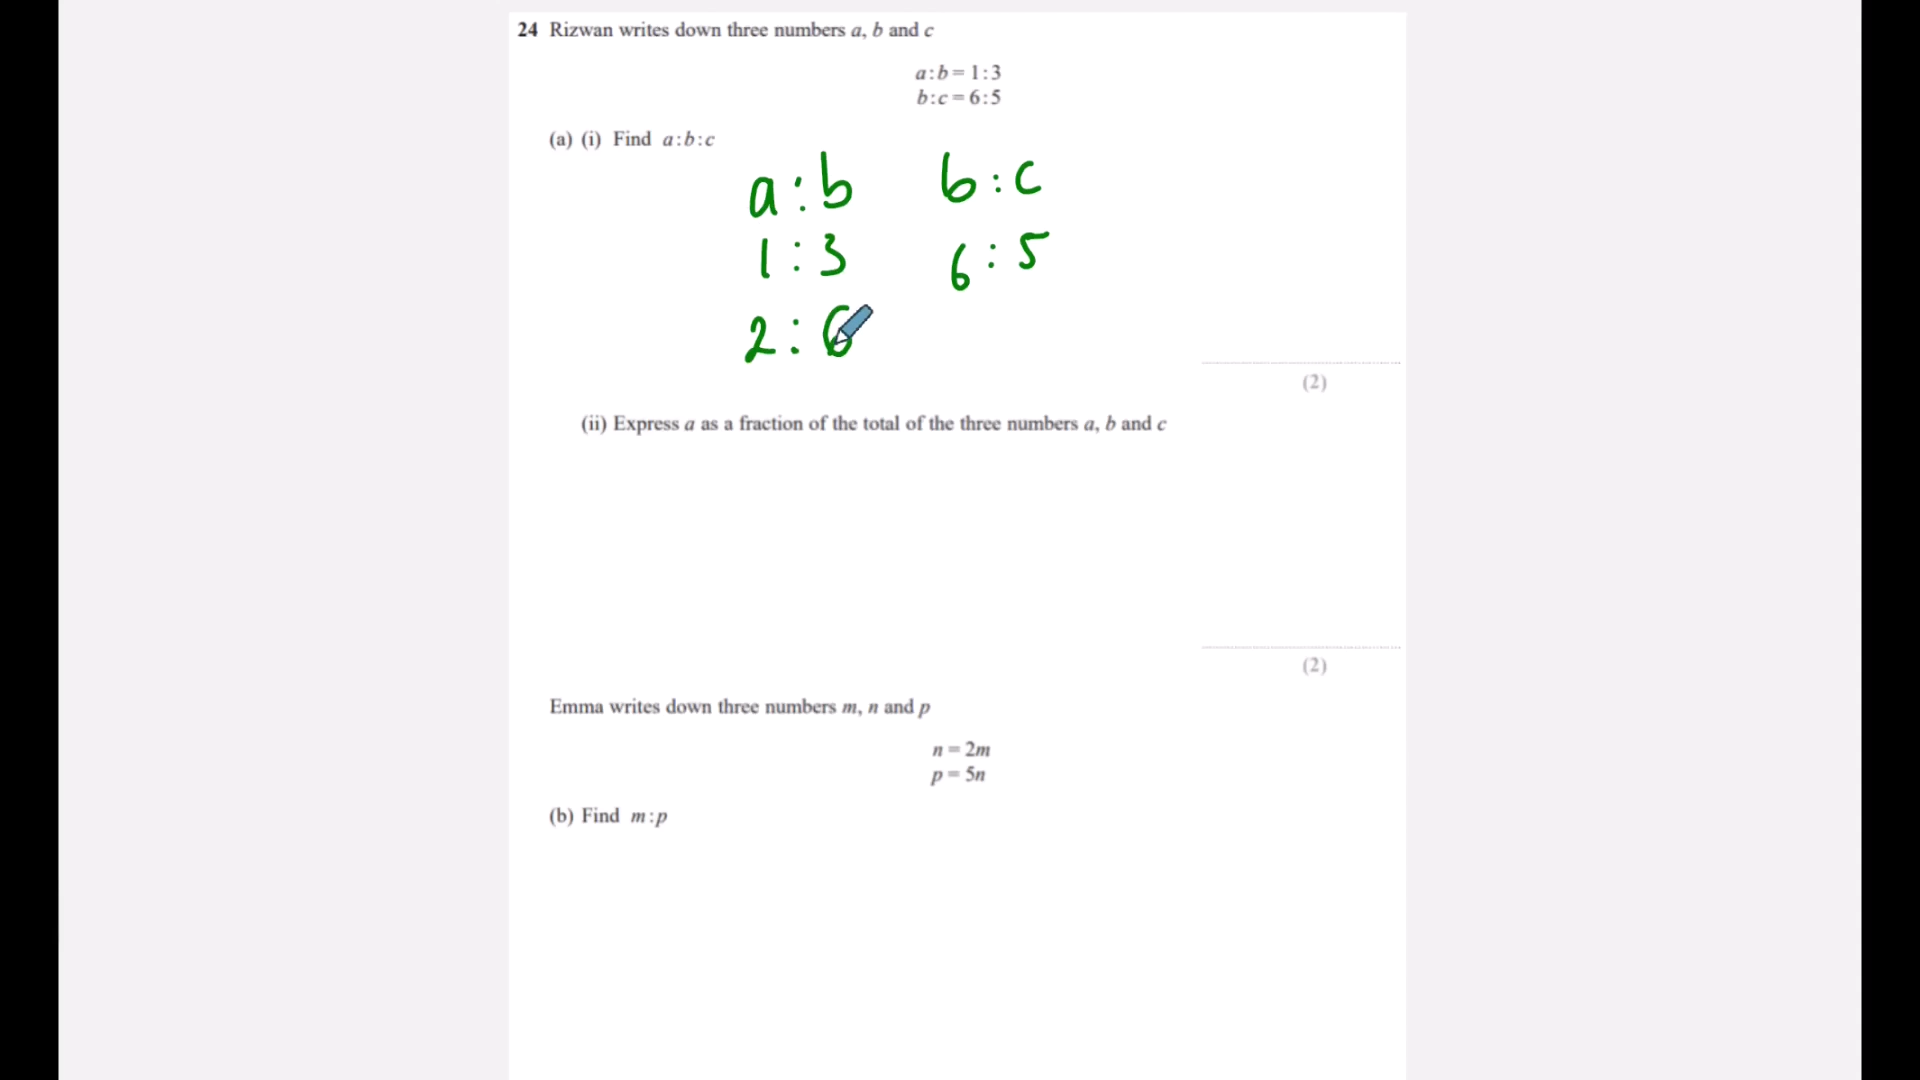 24 Rizwan writes down three numbers a, b and c
a:b = 1:3
b:c = 6:5
(a) (i) Find a:b:c
a:b b:c
1:3 6:5
2:6
(2)
(ii) Express a as a fraction of the total of the three numbers a, b and c
(2)
Emma writes down three numbers m, n and p
n = 2m
p = 5n
(b) Find m:p